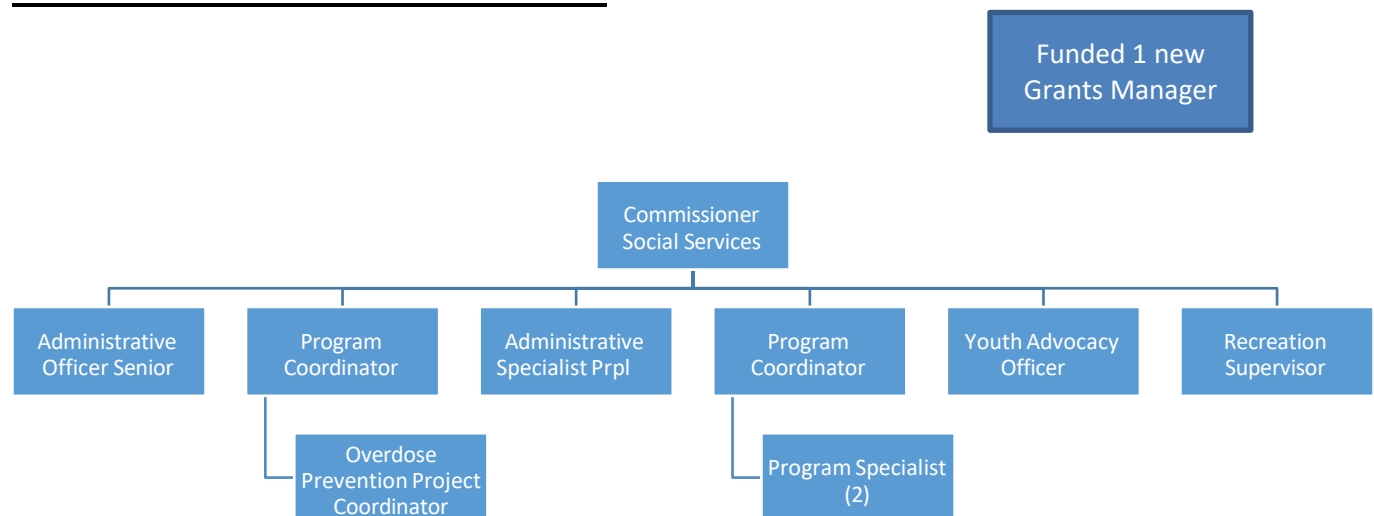 Funded 1 new
Grants Manager
Commissioner
Social Services
Administrative
Officer Senior
Program
Coordinator
Administrative
Specialist Prpl
Program
Coordinator
Youth Advocacy
Officer
Recreation
Supervisor
Overdose
Prevention Project
Coordinator
Program Specialist
(2)